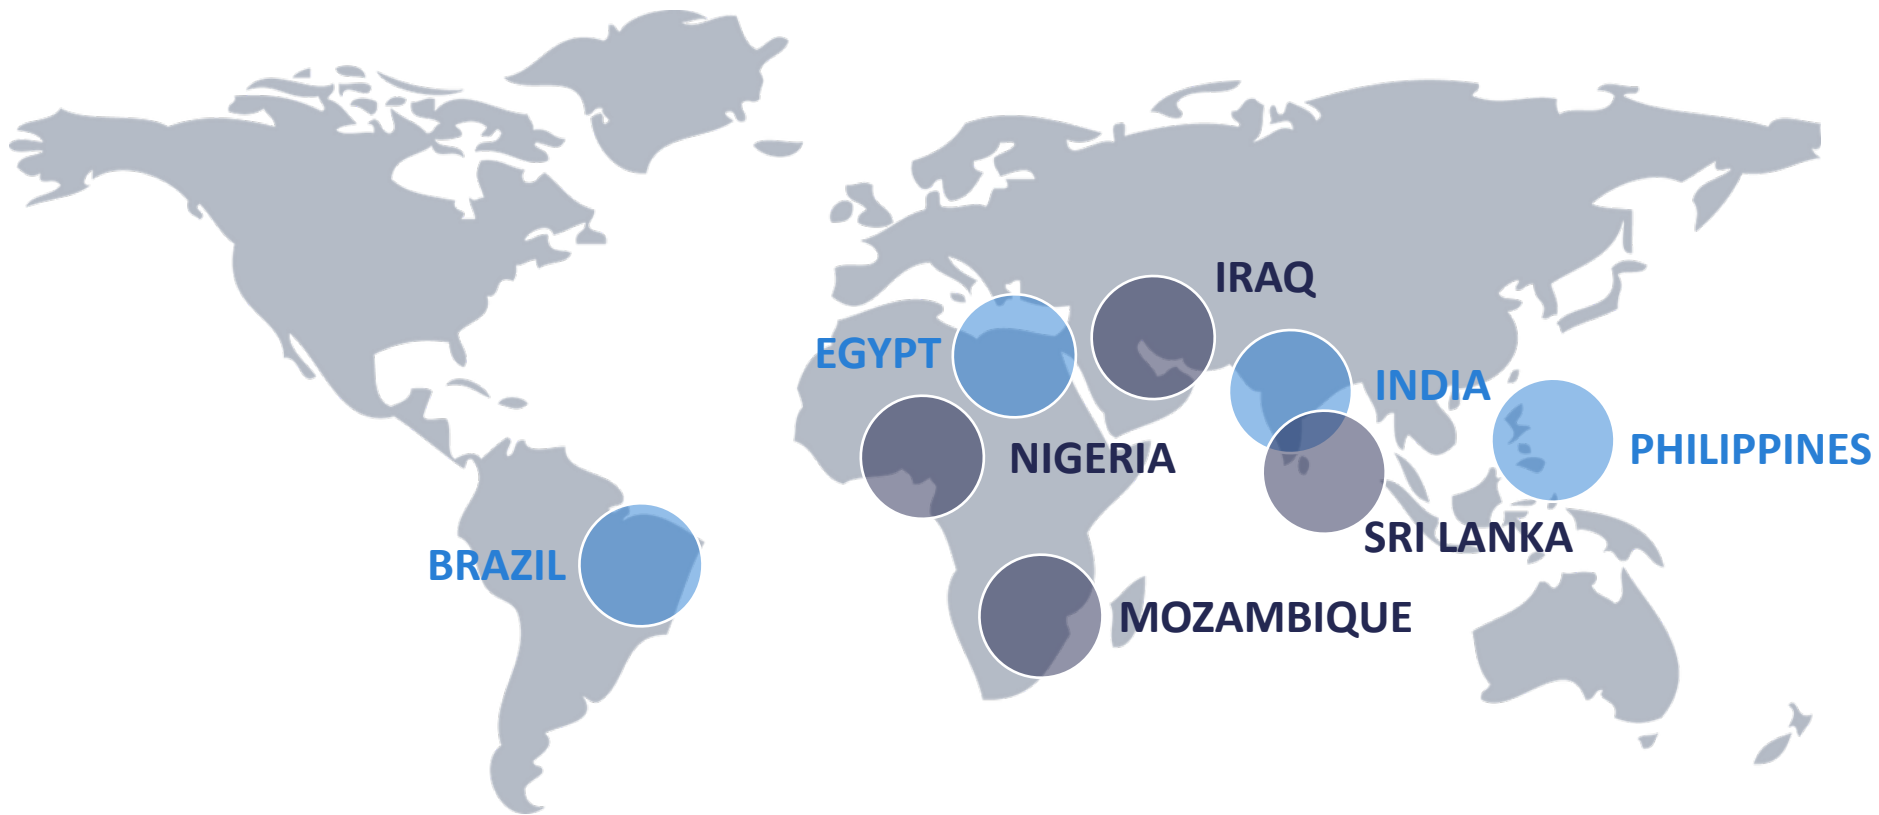 IRAQ
EGYPT
INDIA
PHILIPPINES
NIGERIA
SRI LANKA
BRAZIL
MOZAMBIQUE